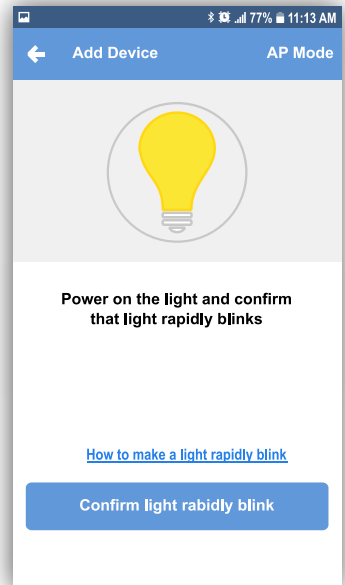 77% 11:13 AM
Add Device AP Mode
Power on the light and confirm
that light rapidly blinks
How to make a light rapidly blink
Confirm light rabidly blink